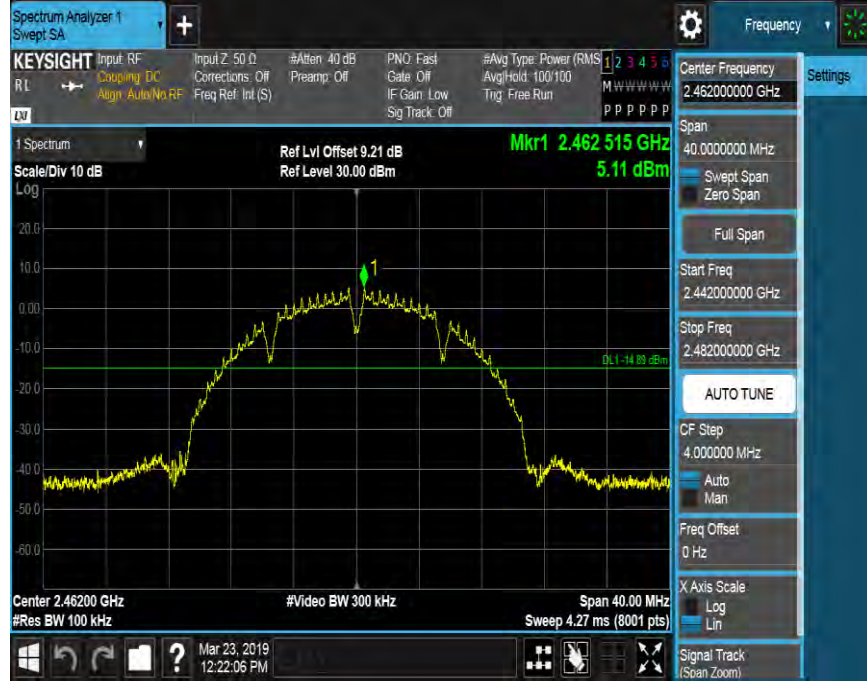 Spectrum Analyzer 1
Swept SA
+
Frequency
KEYSIGHT
RL
LXI
Input: RF
Coupling: DC
Align: Auto/No RF
Input Z: 50 Ω
Corrections: Off
Freq Ref: Int (S)
#Atten: 40 dB
Preamp: Off
PNO: Fast
Gate: Off
IF Gain: Low
Sig Track: Off
#Avg Type: Power (RMS
Avg|Hold: 100/100
Trig: Free Run
1 2 3 4 5 6
M W W W W W
P P P P P P
1 Spectrum
Scale/Div 10 dB
Log
Ref Lvl Offset 9.21 dB
Ref Level 30.00 dBm
Mkr1 2.462 515 GHz
5.11 dBm
20.0
10.0
0.00
-10.0
-20.0
-30.0
-40.0
-50.0
-60.0
1
DL1 -14.89 dBm
Center 2.46200 GHz
#Res BW 100 kHz
#Video BW 300 kHz
Span 40.00 MHz
Sweep 4.27 ms (8001 pts)
?
Mar 23, 2019
12:22:06 PM
Center Frequency
2.462000000 GHz
Settings
Span
40.0000000 MHz
Swept Span
Zero Span
Full Span
Start Freq
2.442000000 GHz
Stop Freq
2.482000000 GHz
AUTO TUNE
CF Step
4.000000 MHz
Auto
Man
Freq Offset
0 Hz
X Axis Scale
Log
Lin
Signal Track
(Span Zoom)